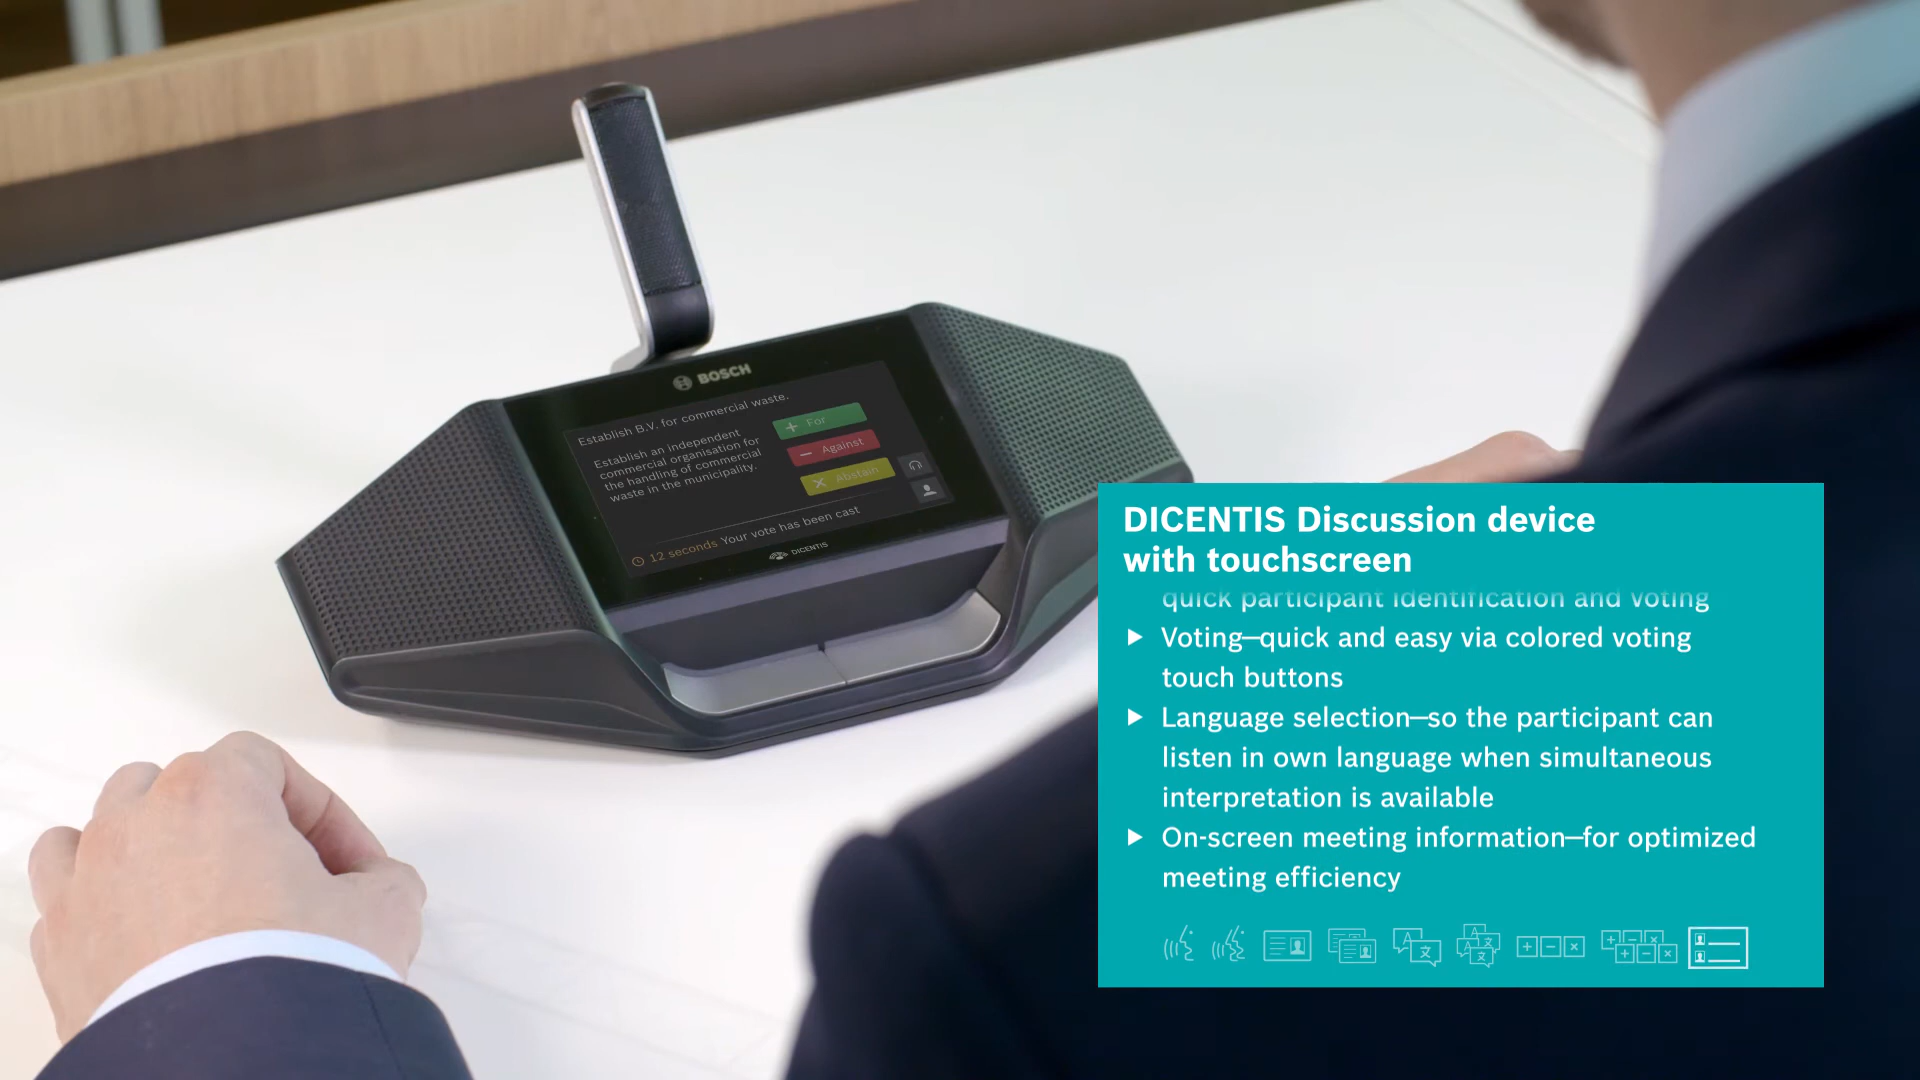 BOSCH
Establish B.V. for commercial waste.
Establish an independent
commercial organisation for
the handling of commercial
waste in the municipality.
+ For
− Against
× Abstain
12 seconds Your vote has been cast
DICENTIS
DICENTIS Discussion device
with touchscreen
quick participant identification and voting
▶ Voting—quick and easy via colored voting
touch buttons
▶ Language selection—so the participant can
listen in own language when simultaneous
interpretation is available
▶ On-screen meeting information—for optimized
meeting efficiency
A 文
A 文 A 文
+ − ×
+ − × + − ×